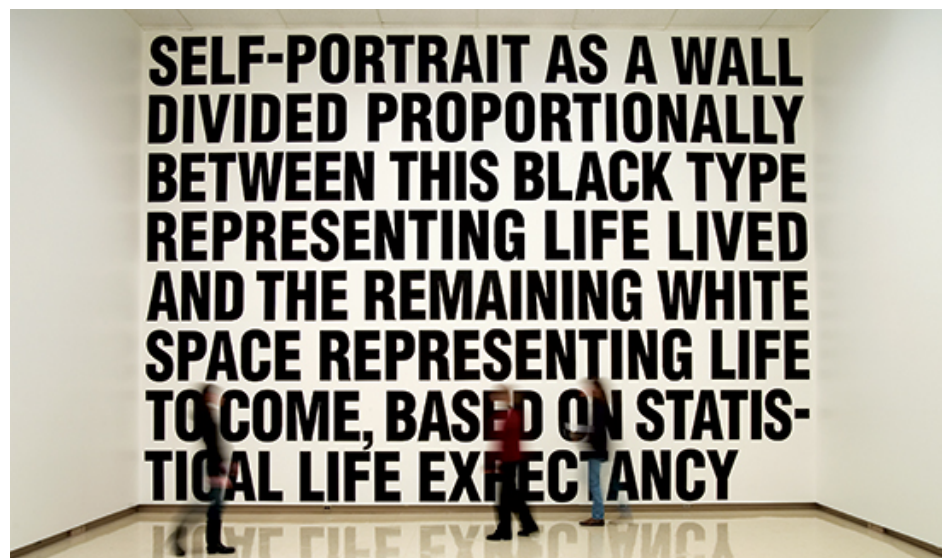 SELF-PORTRAIT AS A WALL
DIVIDED PROPORTIONALLY
BETWEEN THIS BLACK TYPE
REPRESENTING LIFE LIVED
AND THE REMAINING WHITE
SPACE REPRESENTING LIFE
TO COME, BASED ON STATIS-
TICAL LIFE EXPECTANCY